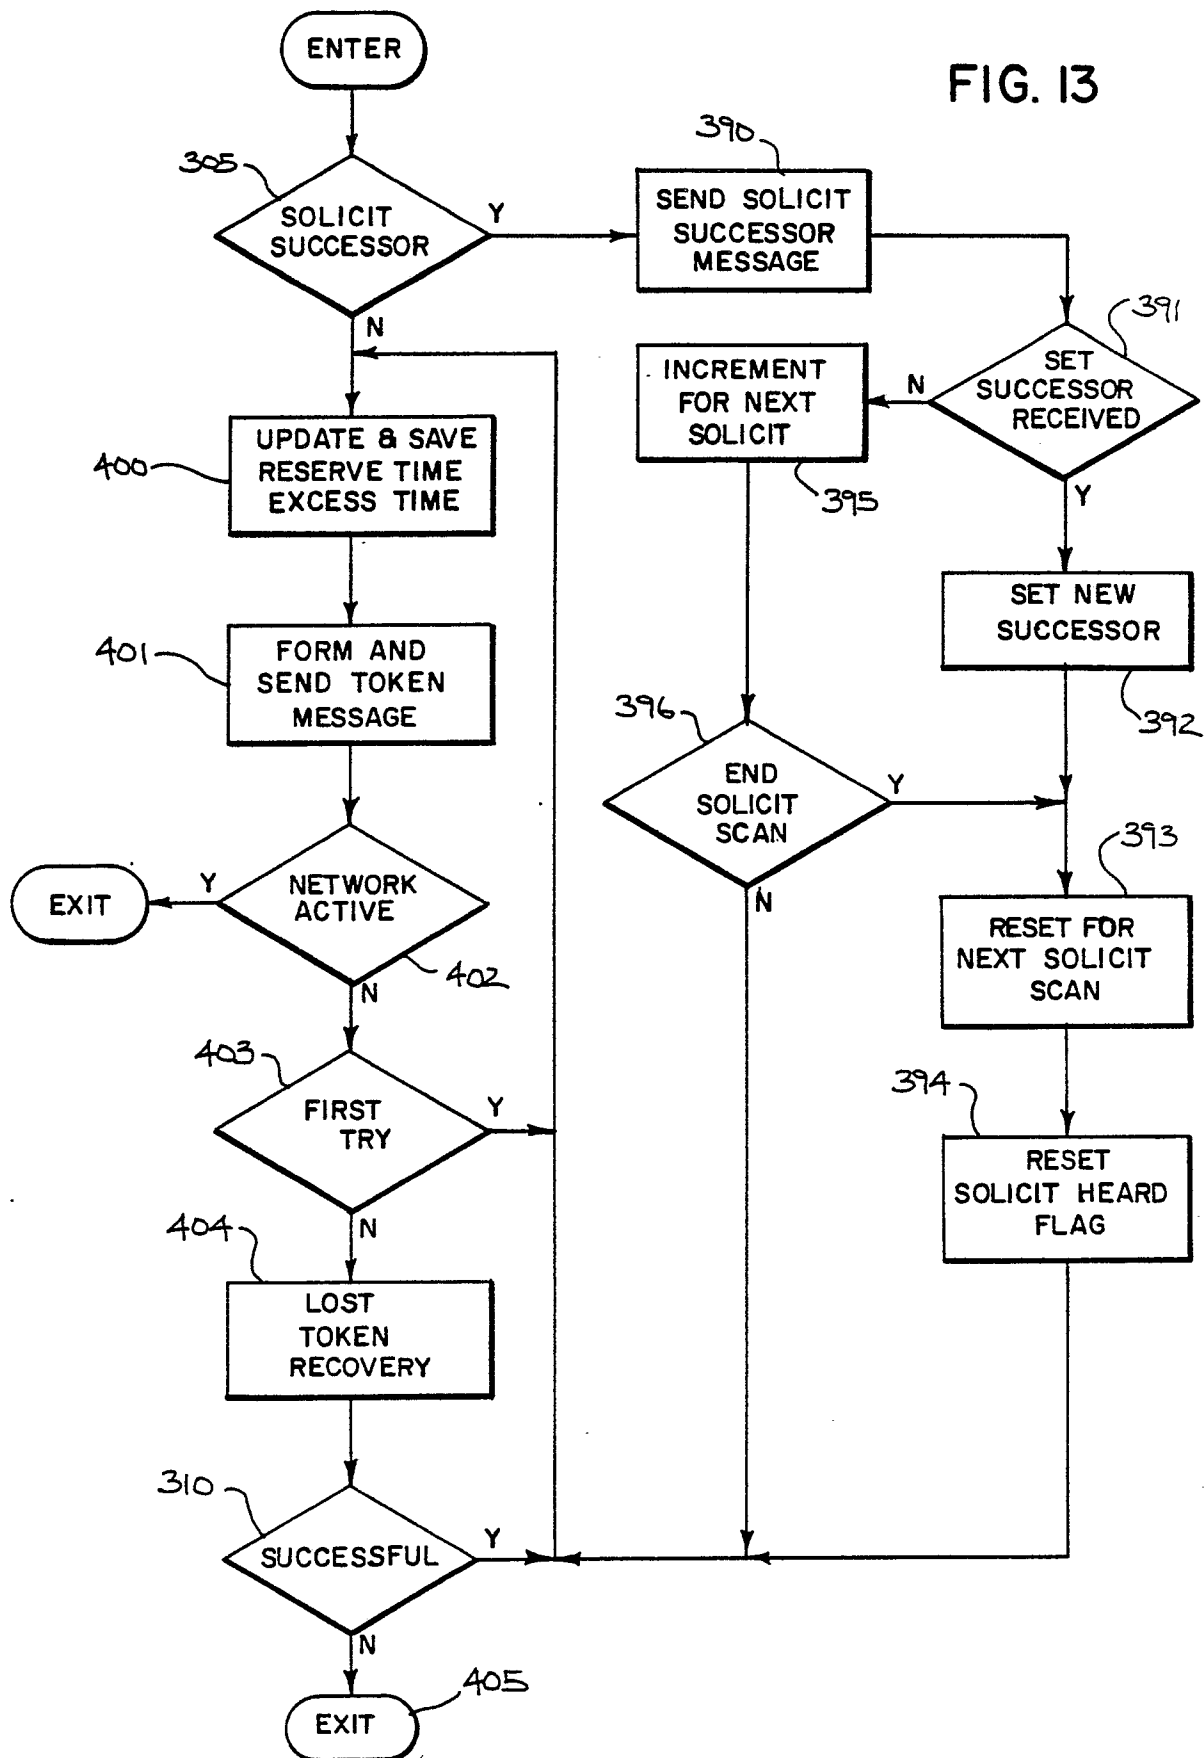 FIG. 13
ENTER
305
SOLICIT
SUCCESSOR
Y
N
390
SEND SOLICIT
SUCCESSOR
MESSAGE
391
SET
SUCCESSOR
RECEIVED
N
Y
INCREMENT
FOR NEXT
SOLICIT
395
400
UPDATE & SAVE
RESERVE TIME
EXCESS TIME
SET NEW
SUCCESSOR
392
401
FORM AND
SEND TOKEN
MESSAGE
396
END
SOLICIT
SCAN
Y
N
393
RESET FOR
NEXT SOLICIT
SCAN
EXIT
Y
NETWORK
ACTIVE
402
N
403
FIRST
TRY
Y
N
394
RESET
SOLICIT HEARD
FLAG
404
LOST
TOKEN
RECOVERY
310
SUCCESSFUL
Y
N
405
EXIT